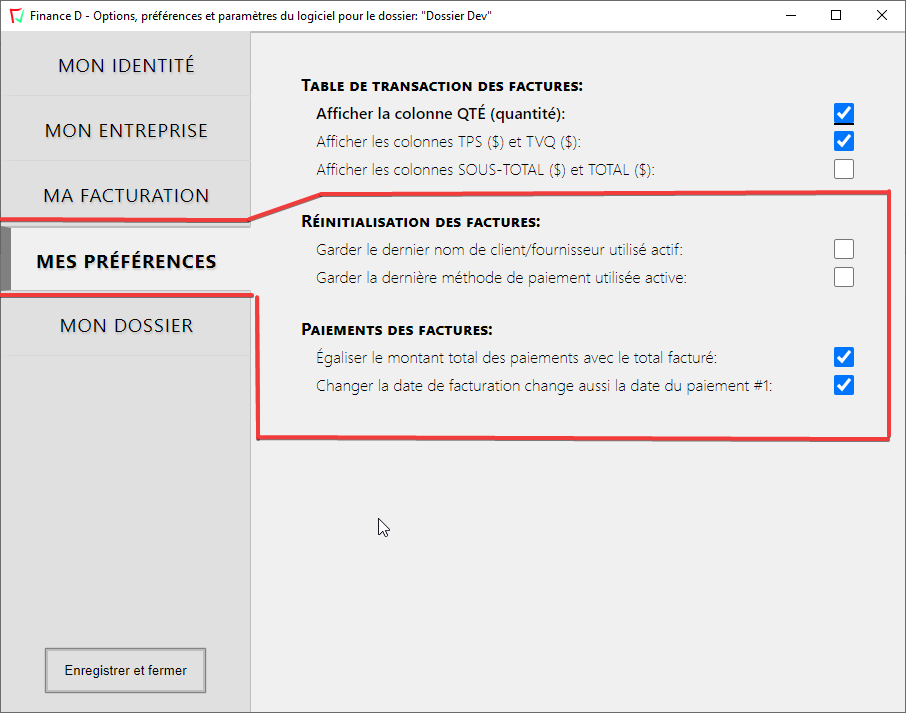 Finance D - Options, préférences et paramètres du logiciel pour le dossier: "Dossier Dev"
MON IDENTITÉ
MON ENTREPRISE
MA FACTURATION
MES PRÉFÉRENCES
MON DOSSIER
Enregistrer et fermer
Table de transaction des factures:
Afficher la colonne QTÉ (quantité):
Afficher les colonnes TPS ($) et TVQ ($):
Afficher les colonnes SOUS-TOTAL ($) et TOTAL ($):
Réinitialisation des factures:
Garder le dernier nom de client/fournisseur utilisé actif:
Garder la dernière méthode de paiement utilisée active:
Paiements des factures:
Égaliser le montant total des paiements avec le total facturé:
Changer la date de facturation change aussi la date du paiement #1: